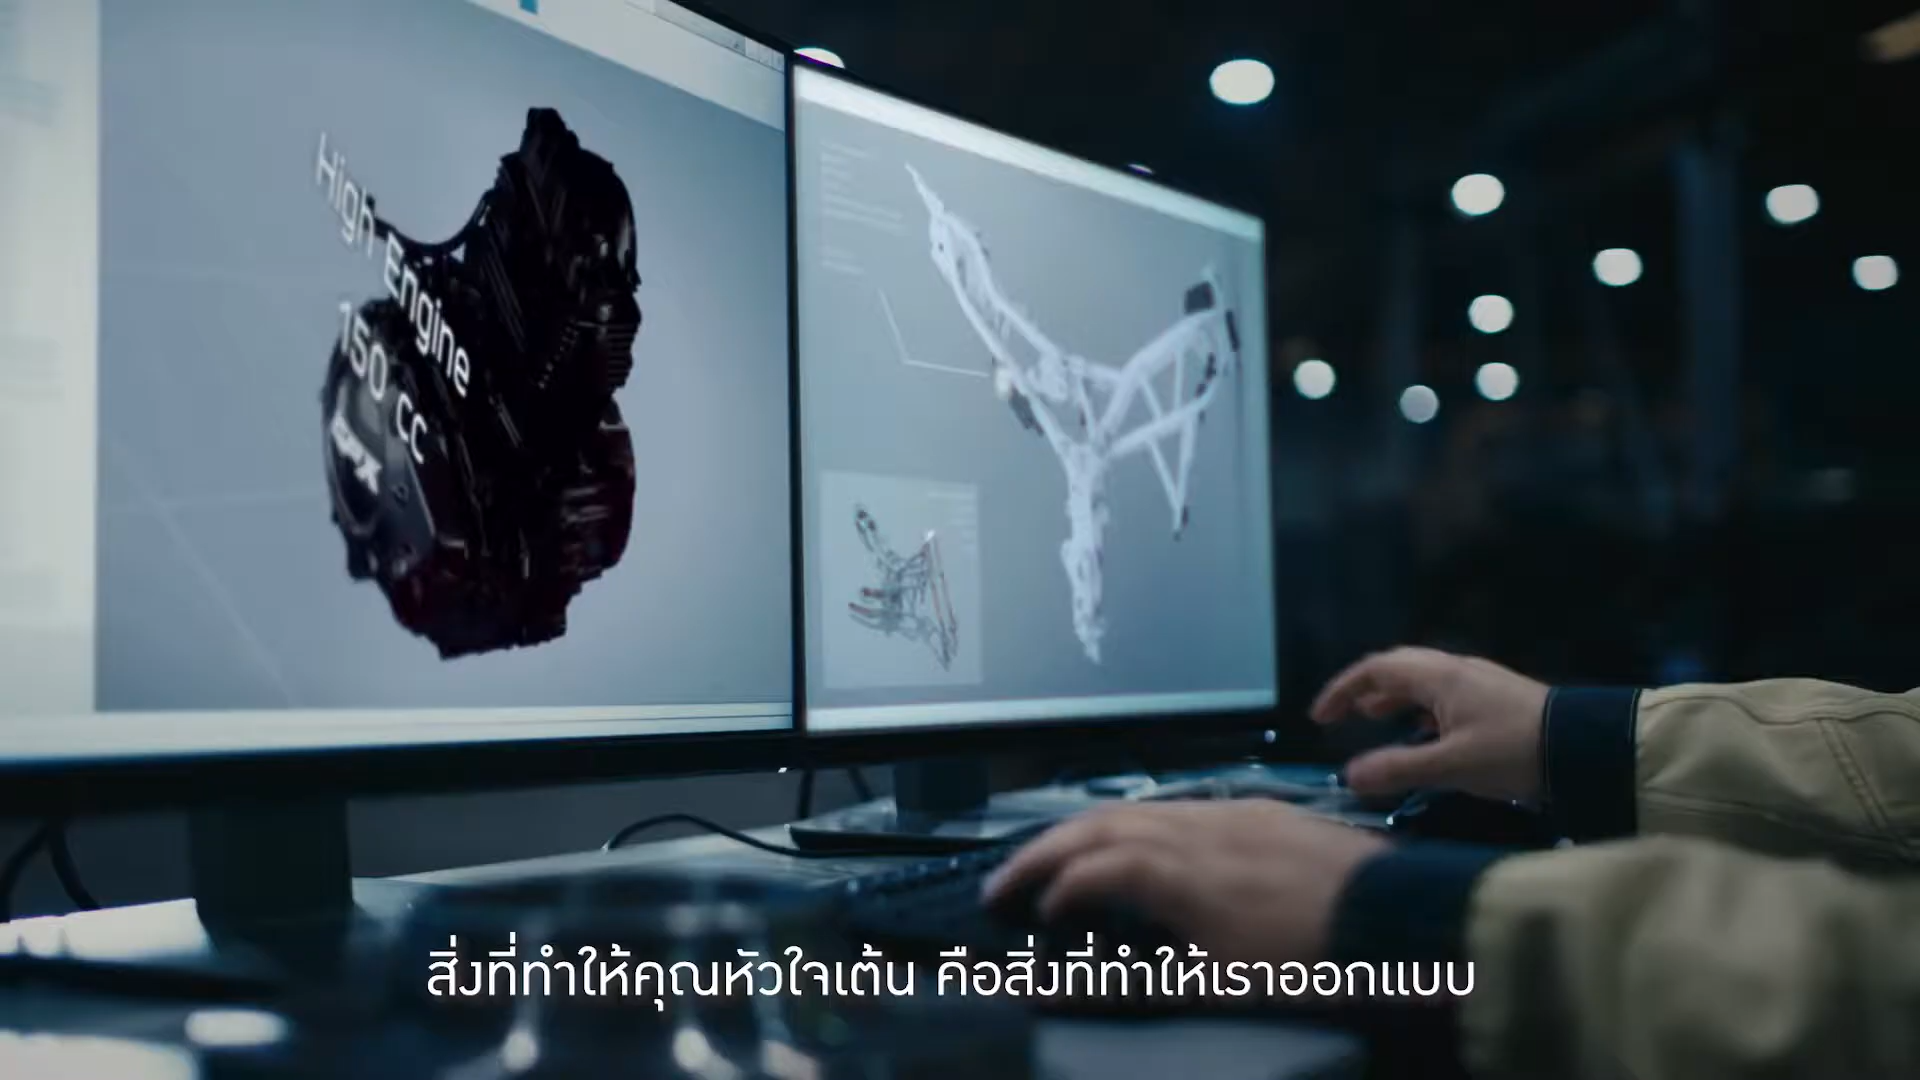 High Engine
150 cc
GPX
สิ่งที่ทำให้คุณหัวใจเต้น คือสิ่งที่ทำให้เราออกแบบ